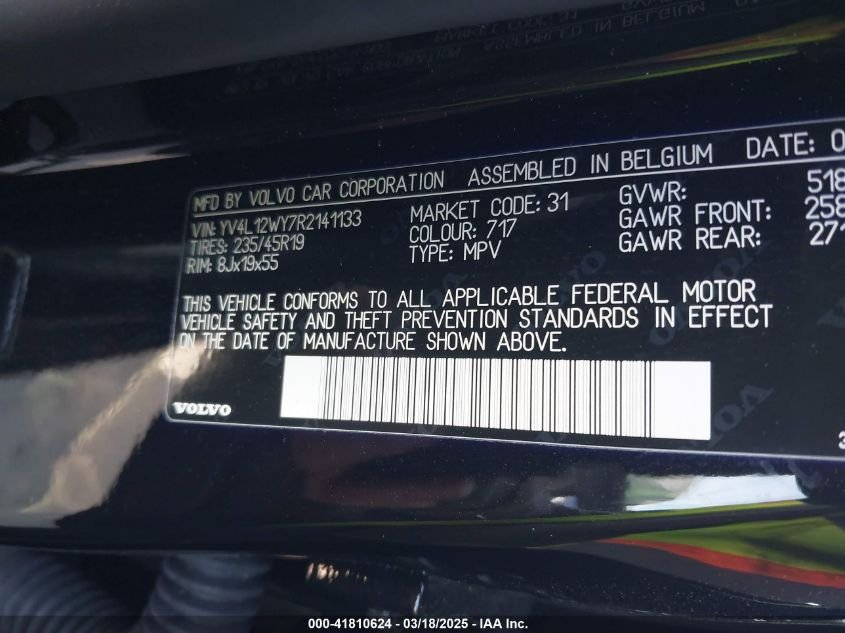 MFD BY VOLVO CAR CORPORATION ASSEMBLED IN BELGIUM DATE: 0
VIN: YV4L12WY7R2141133 MARKET CODE: 31 GVWR: 518
TIRES: 235/45R19 COLOUR: 717 GAWR FRONT: 258
RIM: 8Jx19x55 TYPE: MPV GAWR REAR: 271
THIS VEHICLE CONFORMS TO ALL APPLICABLE FEDERAL MOTOR
VEHICLE SAFETY AND THEFT PREVENTION STANDARDS IN EFFECT
ON THE DATE OF MANUFACTURE SHOWN ABOVE.
VOLVO
000-41810624 — 03/18/2025 — IAA Inc.